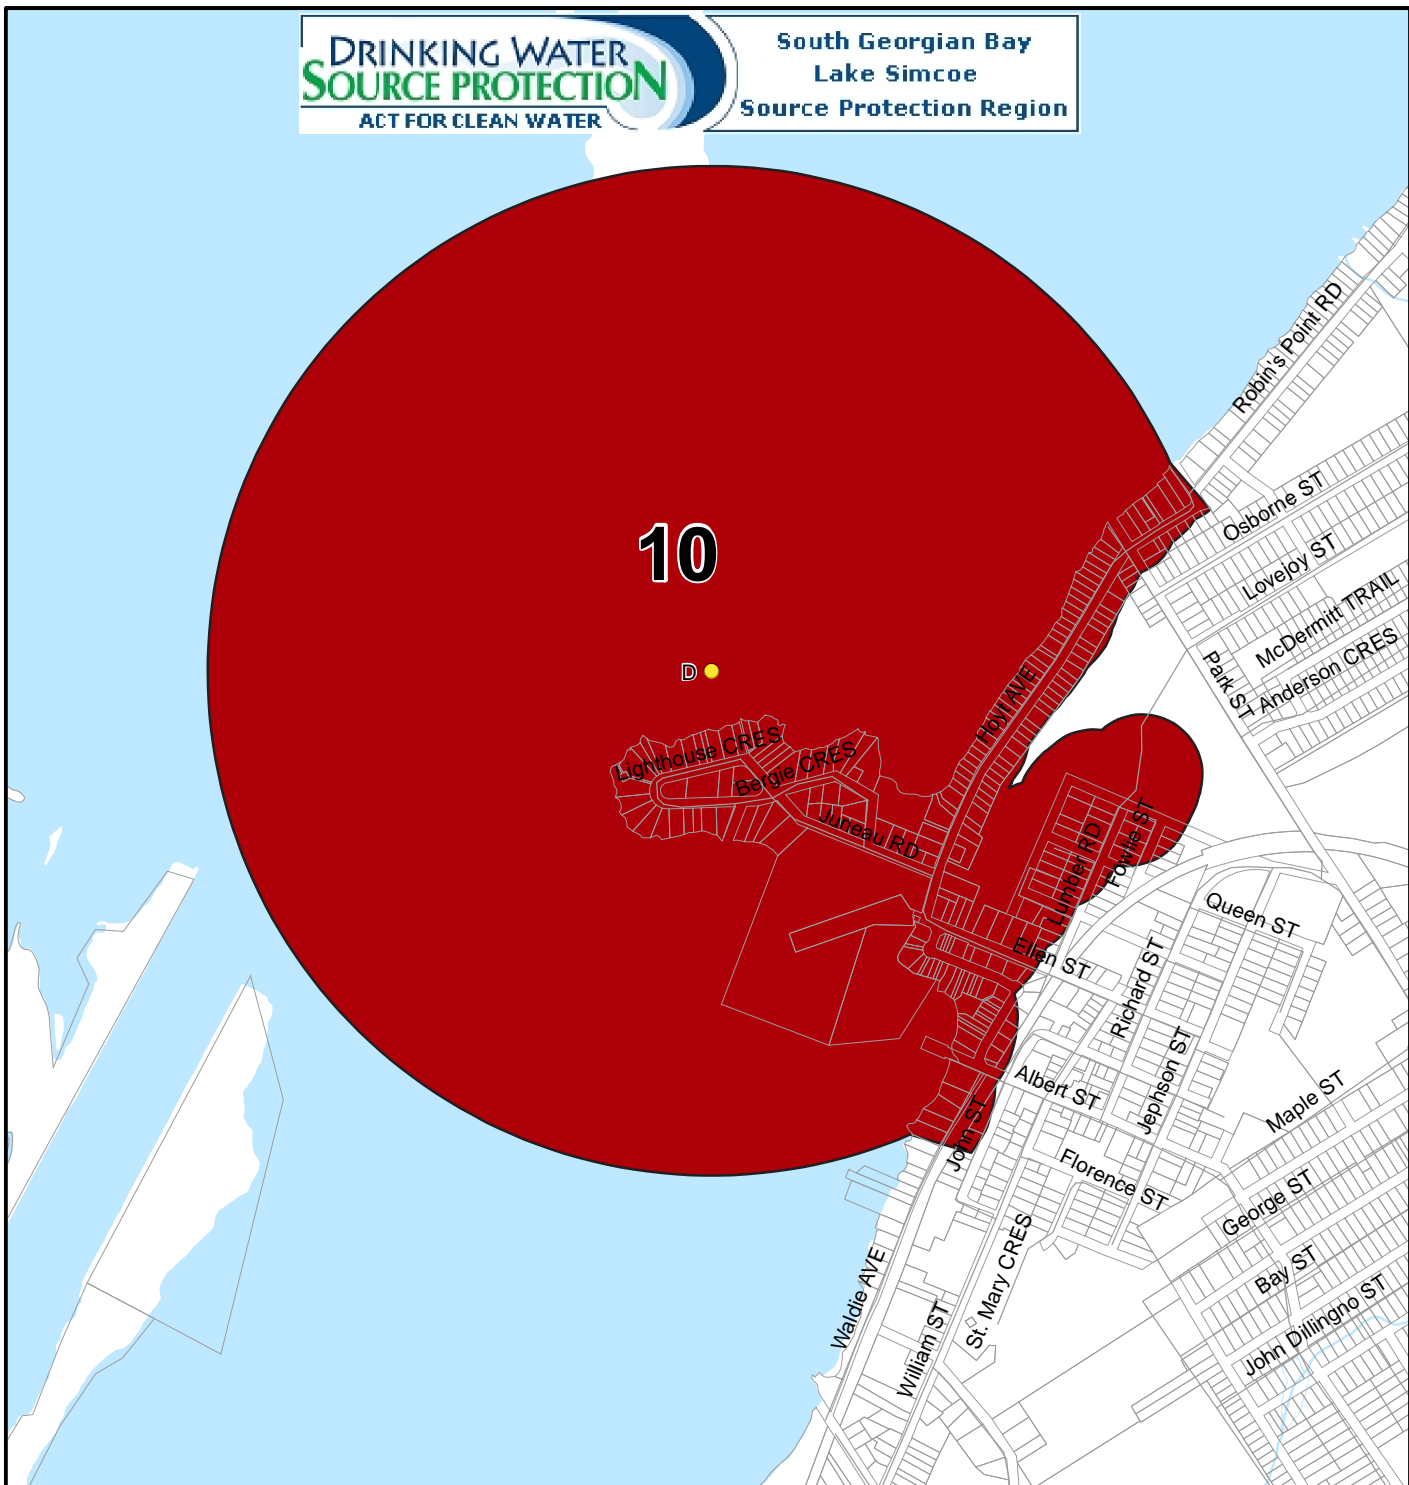 DRINKING WATER
SOURCE PROTECTION
ACT FOR CLEAN WATER
South Georgian Bay
Lake Simcoe
Source Protection Region
Robin's Point RD
Osborne ST
Lovejoy ST
McDermitt TRAIL
Anderson CRES
Park ST
10
D
Hoyt AVE
Lighthouse CRES
Bergie CRES
Juneau RD
Lumber RD
Fowlie ST
Queen ST
Ellen ST
Richard ST
Albert ST
Jephson ST
Maple ST
John ST
Florence ST
George ST
Bay ST
John Dillingno ST
Waldie AVE
William ST
St. Mary CRES